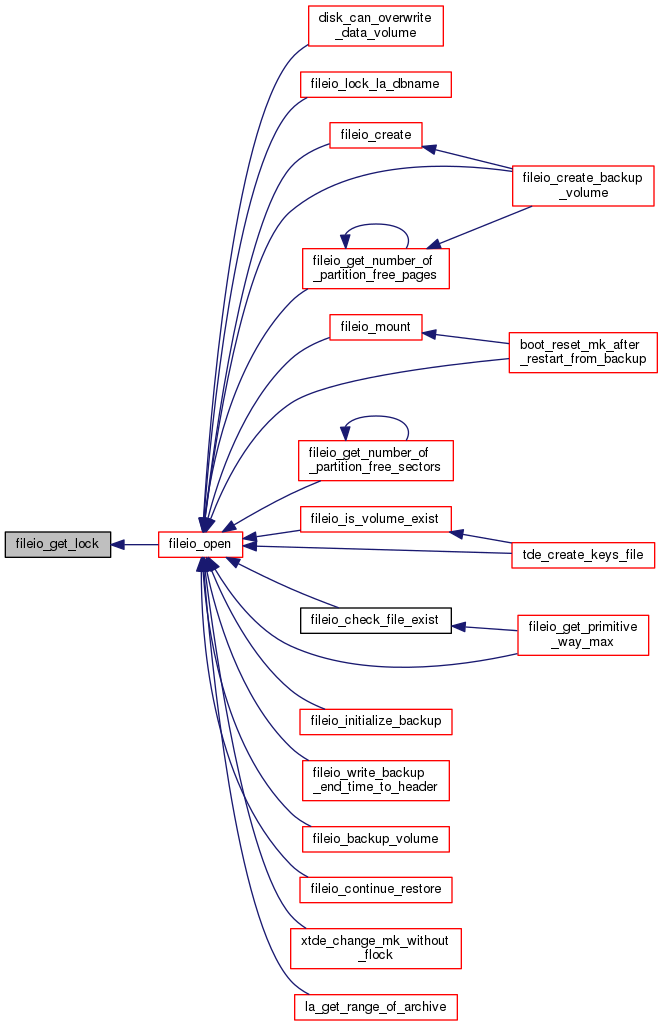 disk_can_overwrite
_data_volume
fileio_lock_la_dbname
fileio_create
fileio_create_backup
_volume
fileio_get_number_of
_partition_free_pages
fileio_mount
boot_reset_mk_after
_restart_from_backup
fileio_get_number_of
_partition_free_sectors
fileio_is_volume_exist
fileio_get_lock
fileio_open
tde_create_keys_file
fileio_check_file_exist
fileio_get_primitive
_way_max
fileio_initialize_backup
fileio_write_backup
_end_time_to_header
fileio_backup_volume
fileio_continue_restore
xtde_change_mk_without
_flock
la_get_range_of_archive